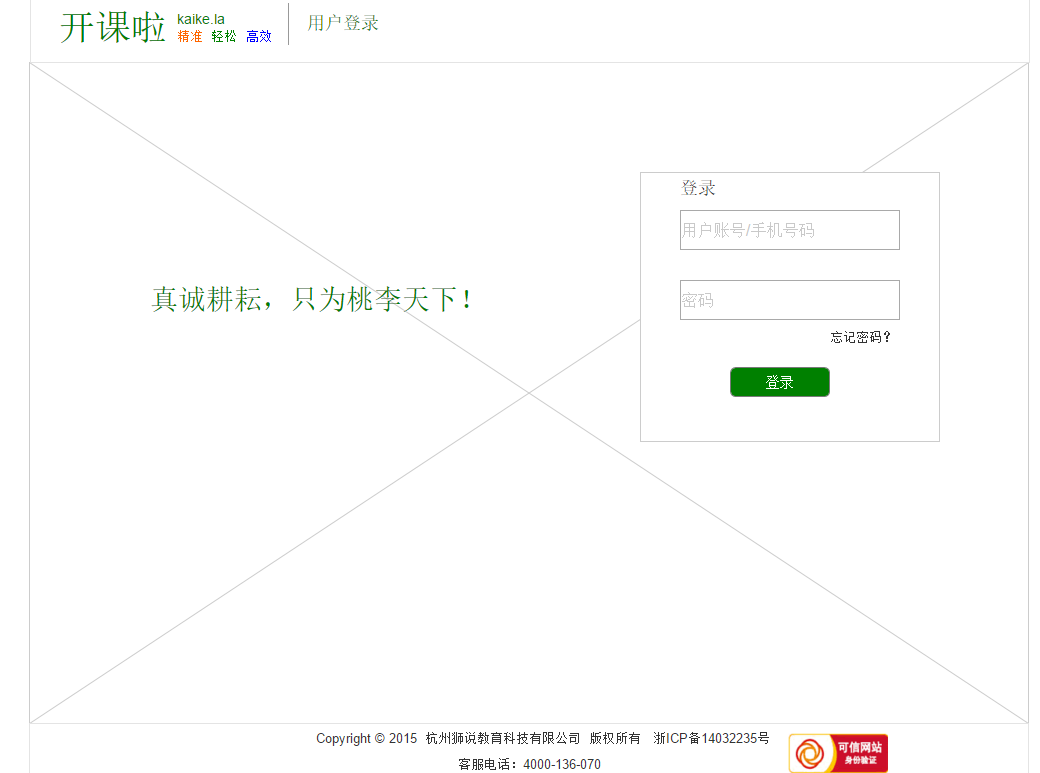 开课啦
kaike.la
精准 轻松 高效
用户登录
登录
用户账号/手机号码
真诚耕耘，只为桃李天下！
密码
忘记密码？
登录
Copyright © 2015 杭州狮说教育科技有限公司 版权所有 浙ICP备14032235号
客服电话：4000-136-070
可信网站
身份验证